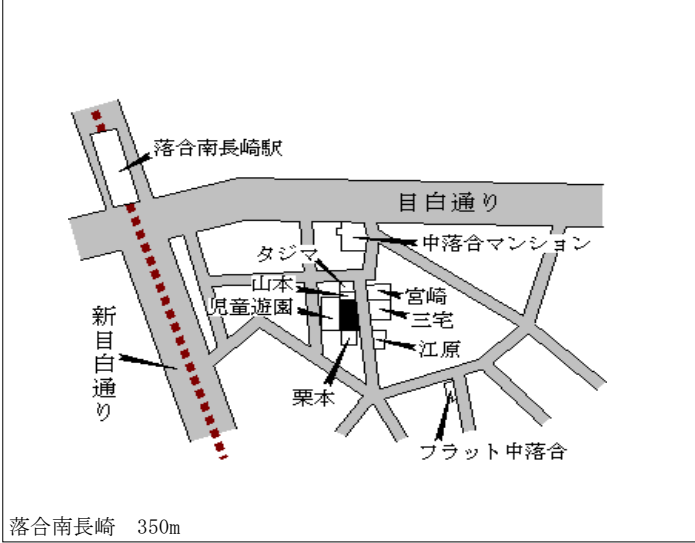 落合南長崎駅
目白通り
中落合マンション
タジマ
山本
児童遊園
宮崎
三宅
江原
新目白通り
栗本
フラット中落合
落合南長崎　350m